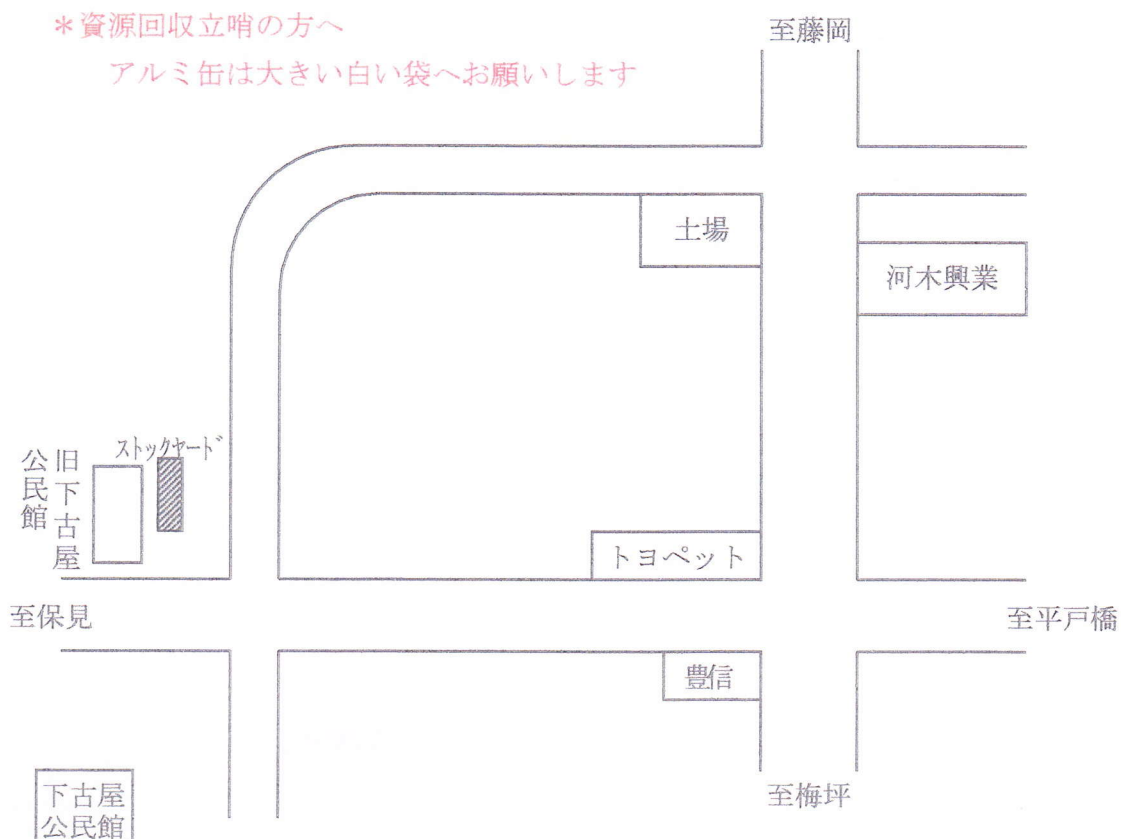 *資源回収立哨の方へ
アルミ缶は大きい白い袋へお願いします
至藤岡
土場
河木興業
ストックヤード
旧下古屋
公民館
トヨペット
至保見
至平戸橋
豊信
至梅坪
下古屋
公民館